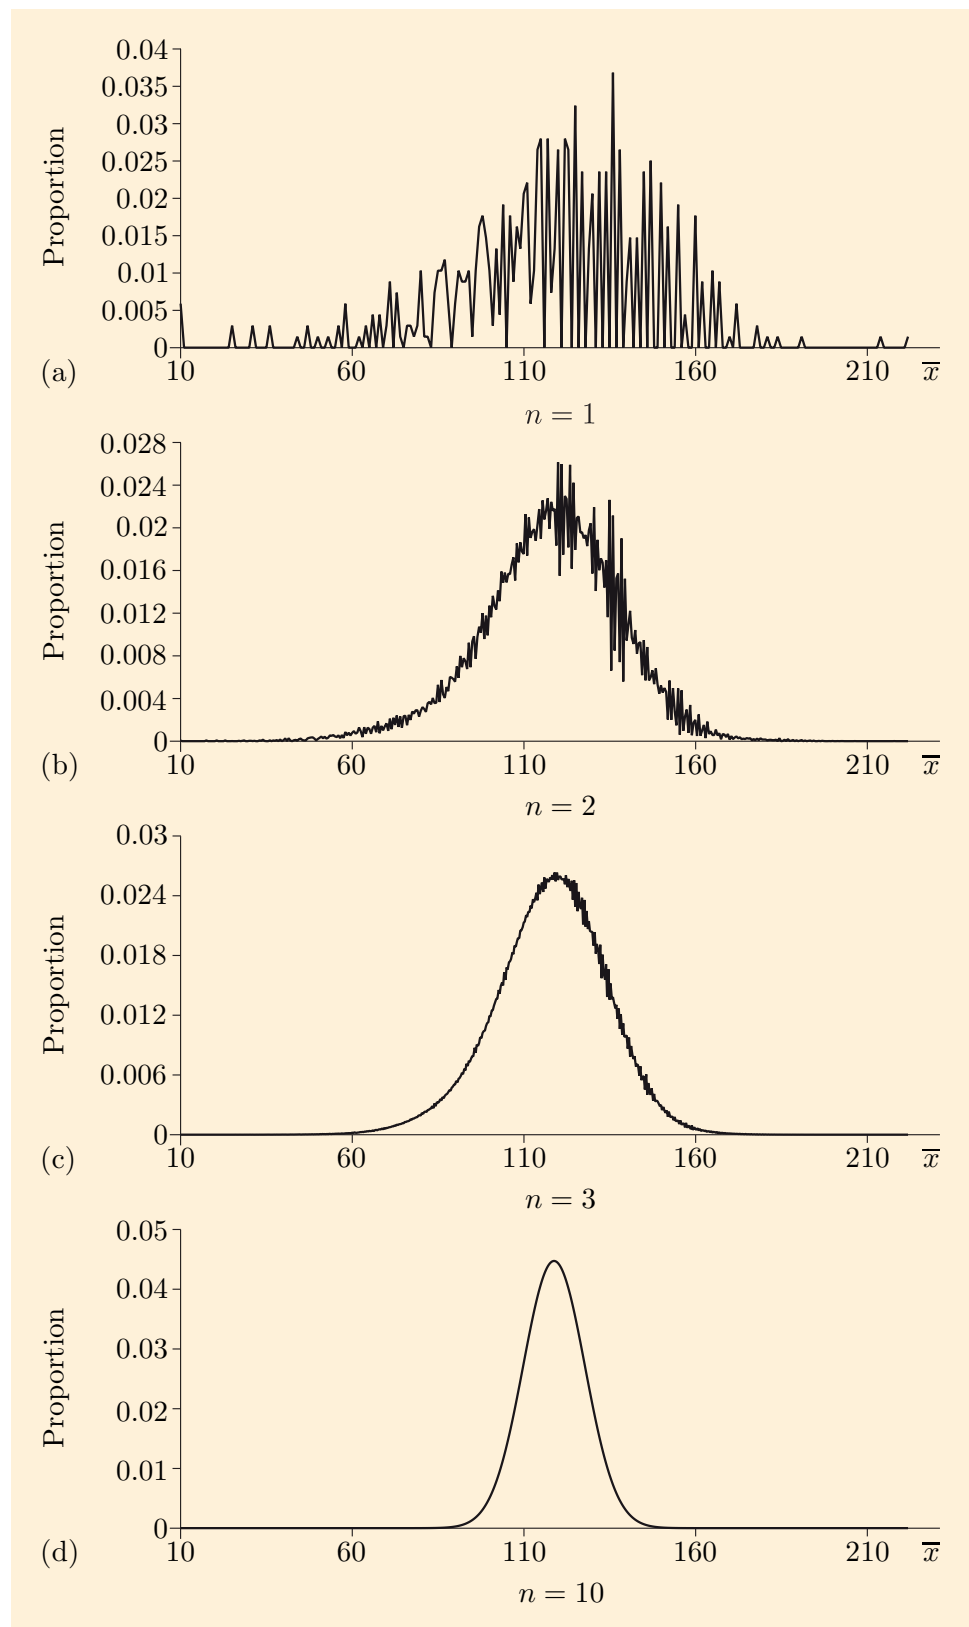 0.04
0.035
0.03
0.025
0.02
0.015
0.01
0.005
0
Proportion
(a)
10 60 110 160 210 x̅
n = 1
0.028
0.024
0.02
0.016
0.012
0.008
0.004
0
Proportion
(b)
10 60 110 160 210 x̅
n = 2
0.03
0.024
0.018
0.012
0.006
0
Proportion
(c)
10 60 110 160 210 x̅
n = 3
0.05
0.04
0.03
0.02
0.01
0
Proportion
(d)
10 60 110 160 210 x̅
n = 10